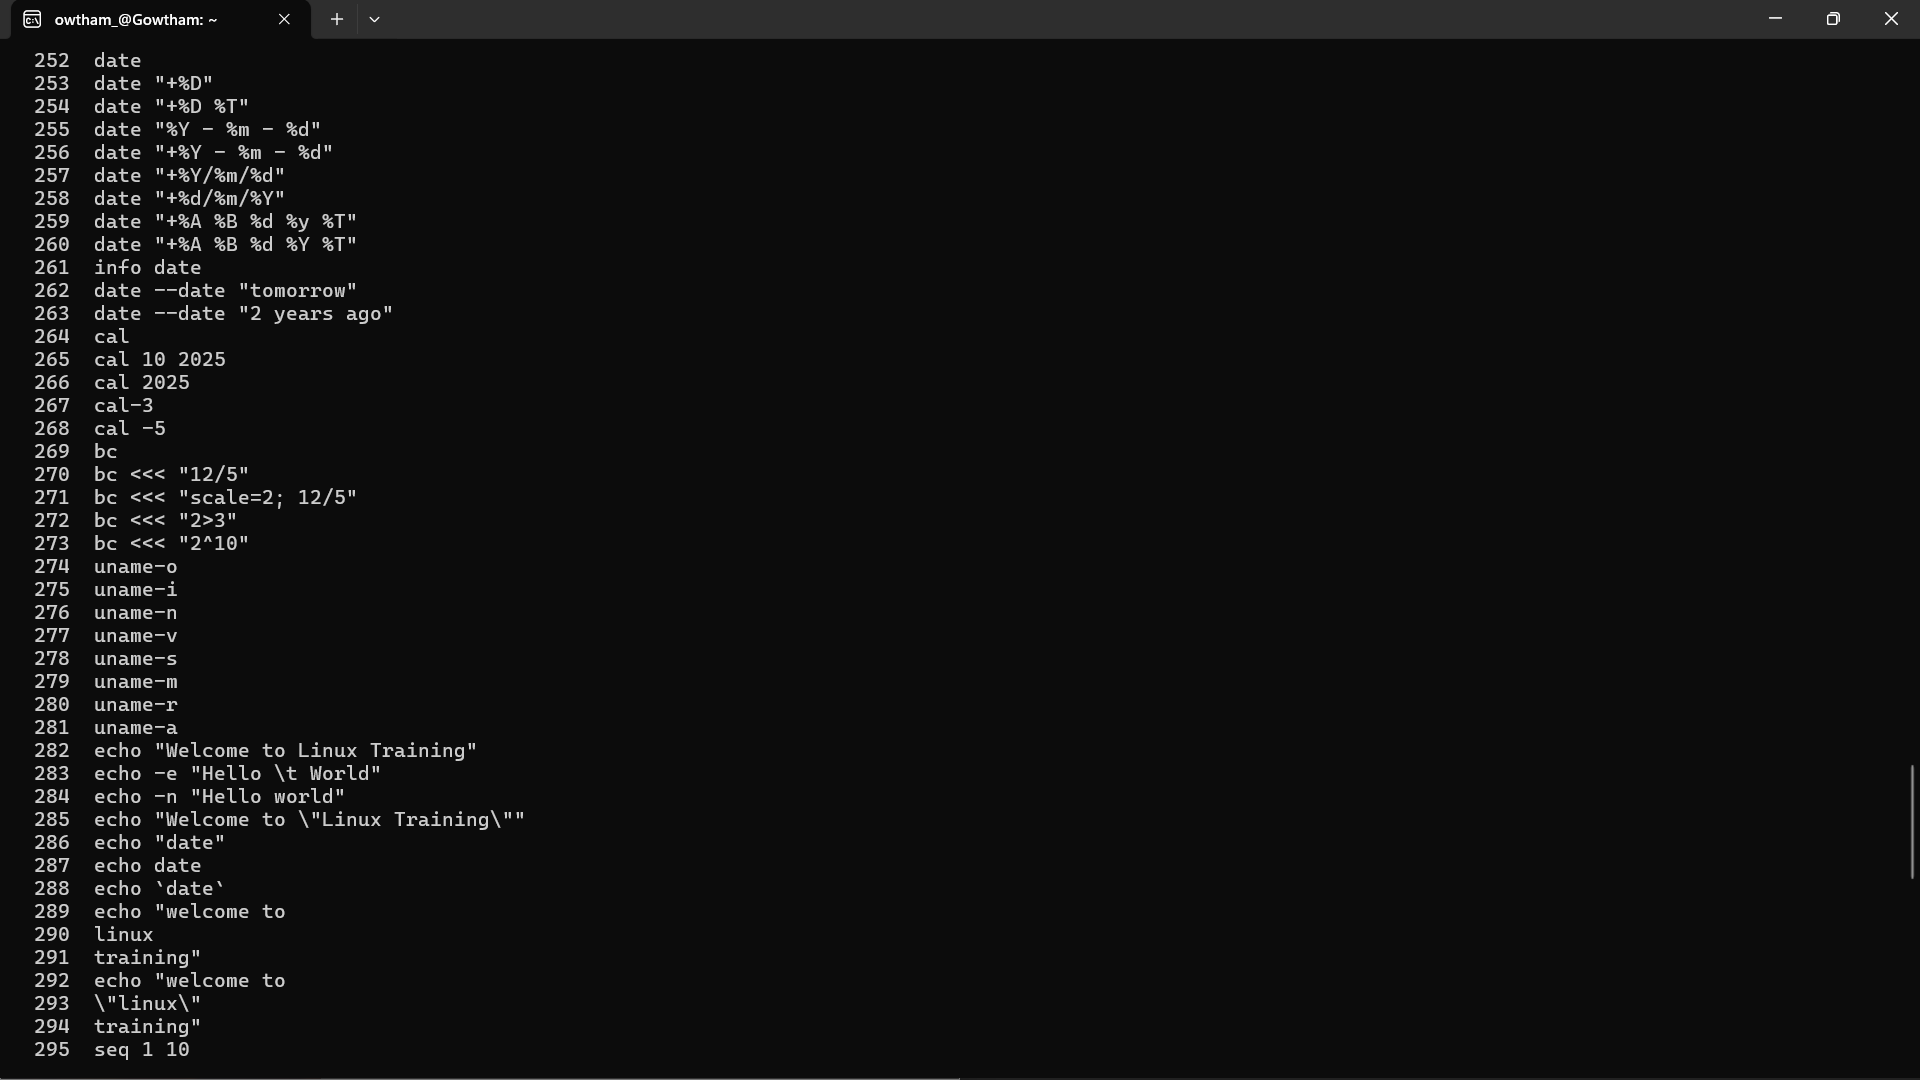 owtham_@Gowtham: ~
252 date
253 date "+%D"
254 date "+%D %T"
255 date "%Y - %m - %d"
256 date "+%Y - %m - %d"
257 date "+%Y/%m/%d"
258 date "+%d/%m/%Y"
259 date "+%A %B %d %y %T"
260 date "+%A %B %d %Y %T"
261 info date
262 date --date "tomorrow"
263 date --date "2 years ago"
264 cal
265 cal 10 2025
266 cal 2025
267 cal-3
268 cal -5
269 bc
270 bc <<< "12/5"
271 bc <<< "scale=2; 12/5"
272 bc <<< "2>3"
273 bc <<< "2^10"
274 uname-o
275 uname-i
276 uname-n
277 uname-v
278 uname-s
279 uname-m
280 uname-r
281 uname-a
282 echo "Welcome to Linux Training"
283 echo -e "Hello \t World"
284 echo -n "Hello world"
285 echo "Welcome to \"Linux Training\""
286 echo "date"
287 echo date
288 echo `date`
289 echo "welcome to
290 linux
291 training"
292 echo "welcome to
293 \"linux\"
294 training"
295 seq 1 10